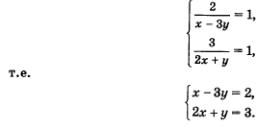 { 2/(x − 3y) = 1,
3/(2x + y) = 1,
т.е.
{ x − 3y = 2,
2x + y = 3.